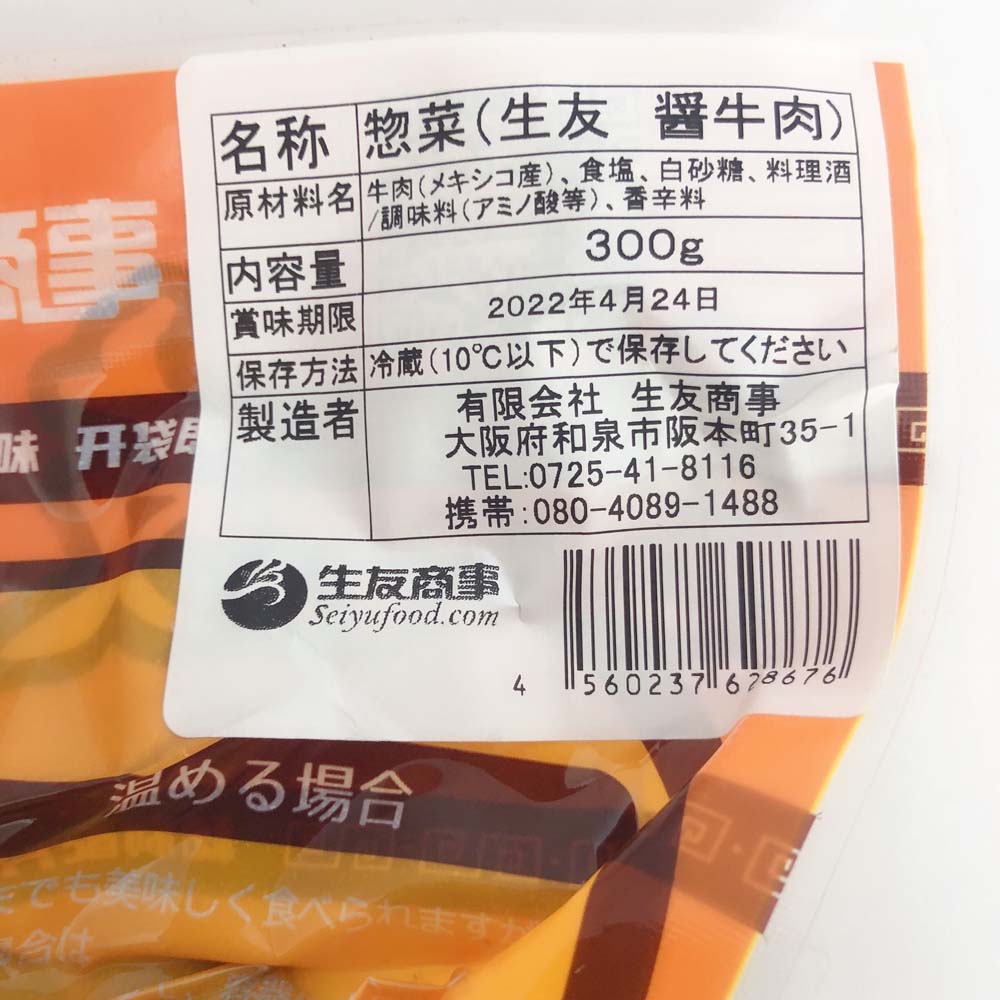 名称 惣菜(生友 醤牛肉)
原材料名 牛肉(メキシコ産)、食塩、白砂糖、料理酒
/調味料(アミノ酸等)、香辛料
内容量 300g
賞味期限 2022年4月24日
保存方法 冷蔵(10℃以下)で保存してください
製造者 有限会社 生友商事
大阪府和泉市阪本町35-1
TEL:0725-41-8116
携帯:080-4089-1488
生友商事
Seiyufood.com
4 560237 628676
事
味 开袋即
温める場合
でも美味しく食べられますが
合は